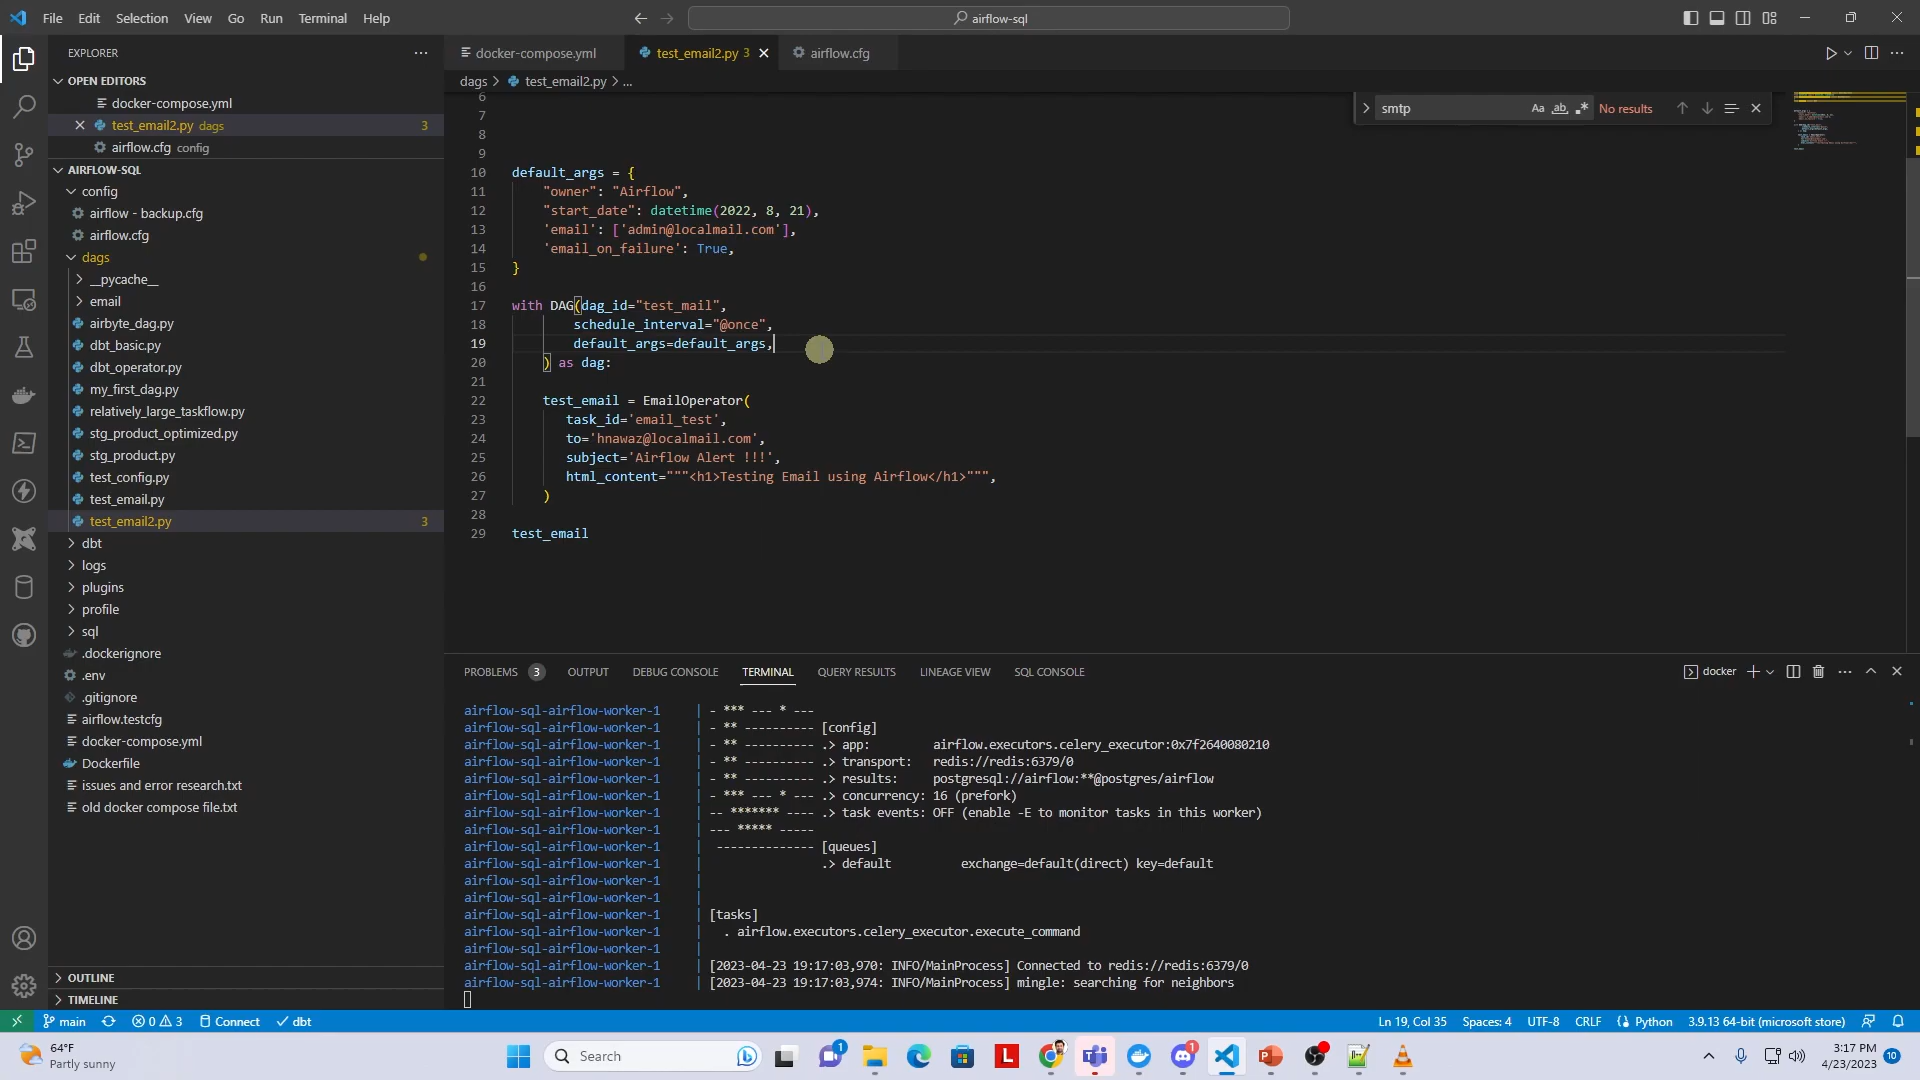 File Edit Selection View Go Run Terminal Help
airflow-sql
EXPLORER
OPEN EDITORS
docker-compose.yml
test_email2.py dags 3
airflow.cfg config
AIRFLOW-SQL
config
airflow - backup.cfg
airflow.cfg
dags
__pycache__
email
airbyte_dag.py
dbt_basic.py
dbt_operator.py
my_first_dag.py
relatively_large_taskflow.py
stg_product_optimized.py
stg_product.py
test_config.py
test_email.py
test_email2.py 3
dbt
logs
plugins
profile
sql
.dockerignore
.env
.gitignore
airflow.testcfg
docker-compose.yml
Dockerfile
issues and error research.txt
old docker compose file.txt
OUTLINE
TIMELINE
docker-compose.yml test_email2.py 3 airflow.cfg
dags > test_email2.py > ...
smtp Aa ab No results
6
7
8
9
10 default_args = {
11 "owner": "Airflow",
12 "start_date": datetime(2022, 8, 21),
13 'email': ['admin@localmail.com'],
14 'email_on_failure': True,
15 }
16
17 with DAG(dag_id="test_mail",
18 schedule_interval="@once",
19 default_args=default_args,
20 ) as dag:
21
22 test_email = EmailOperator(
23 task_id='email_test',
24 to='hnawaz@localmail.com',
25 subject='Airflow Alert !!!',
26 html_content="""<h1>Testing Email using Airflow</h1>""",
27 )
28
29 test_email
PROBLEMS 3 OUTPUT DEBUG CONSOLE TERMINAL QUERY RESULTS LINEAGE VIEW SQL CONSOLE
docker
airflow-sql-airflow-worker-1 | - *** --- * ---
airflow-sql-airflow-worker-1 | - ** ---------- [config]
airflow-sql-airflow-worker-1 | - ** ---------- .> app: airflow.executors.celery_executor:0x7f2640080210
airflow-sql-airflow-worker-1 | - ** ---------- .> transport: redis://redis:6379/0
airflow-sql-airflow-worker-1 | - ** ---------- .> results: postgresql://airflow:**@postgres/airflow
airflow-sql-airflow-worker-1 | - *** --- * --- .> concurrency: 16 (prefork)
airflow-sql-airflow-worker-1 | -- ******* ---- .> task events: OFF (enable -E to monitor tasks in this worker)
airflow-sql-airflow-worker-1 | --- ***** -----
airflow-sql-airflow-worker-1 | -------------- [queues]
airflow-sql-airflow-worker-1 | .> default exchange=default(direct) key=default
airflow-sql-airflow-worker-1 |
airflow-sql-airflow-worker-1 |
airflow-sql-airflow-worker-1 | [tasks]
airflow-sql-airflow-worker-1 | . airflow.executors.celery_executor.execute_command
airflow-sql-airflow-worker-1 |
airflow-sql-airflow-worker-1 | [2023-04-23 19:17:03,970: INFO/MainProcess] Connected to redis://redis:6379/0
airflow-sql-airflow-worker-1 | [2023-04-23 19:17:03,974: INFO/MainProcess] mingle: searching for neighbors
main 0 3 Connect dbt
Ln 19, Col 35 Spaces: 4 UTF-8 CRLF Python 3.9.13 64-bit (microsoft store)
64°F
Partly sunny
Search
1
L
1
3:17 PM
4/23/2023
10